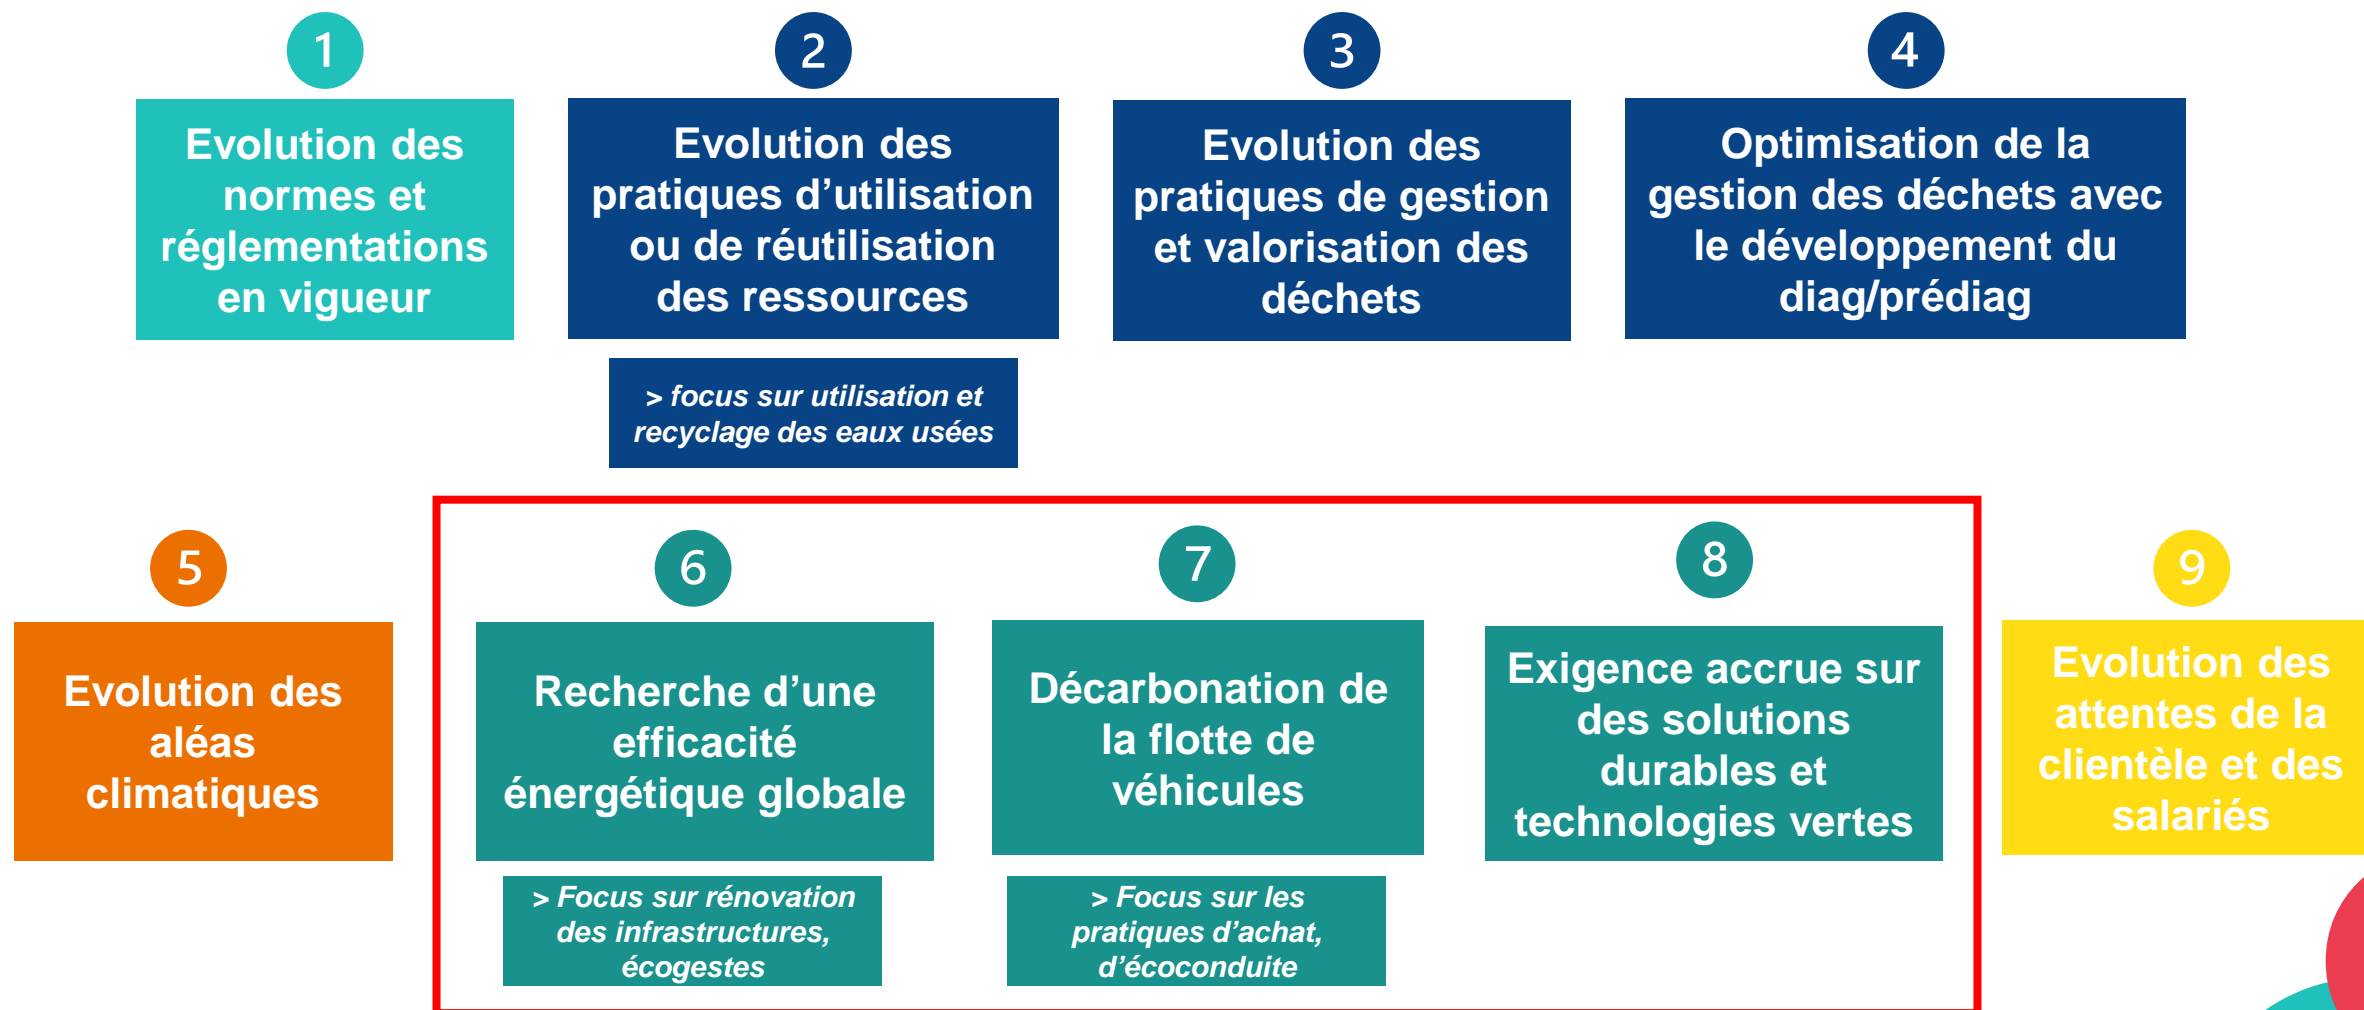 1
Evolution des
normes et
réglementations
en vigueur
2
Evolution des
pratiques d’utilisation
ou de réutilisation
des ressources
> focus sur utilisation et
recyclage des eaux usées
3
Evolution des
pratiques de gestion
et valorisation des
déchets
4
Optimisation de la
gestion des déchets avec
le développement du
diag/prédiag
5
Evolution des
aléas
climatiques
6
Recherche d’une
efficacité
énergétique globale
> Focus sur rénovation
des infrastructures,
écogestes
7
Décarbonation de
la flotte de
véhicules
> Focus sur les
pratiques d’achat,
d’écoconduite
8
Exigence accrue sur
des solutions
durables et
technologies vertes
9
Evolution des
attentes de la
clientèle et des
salariés